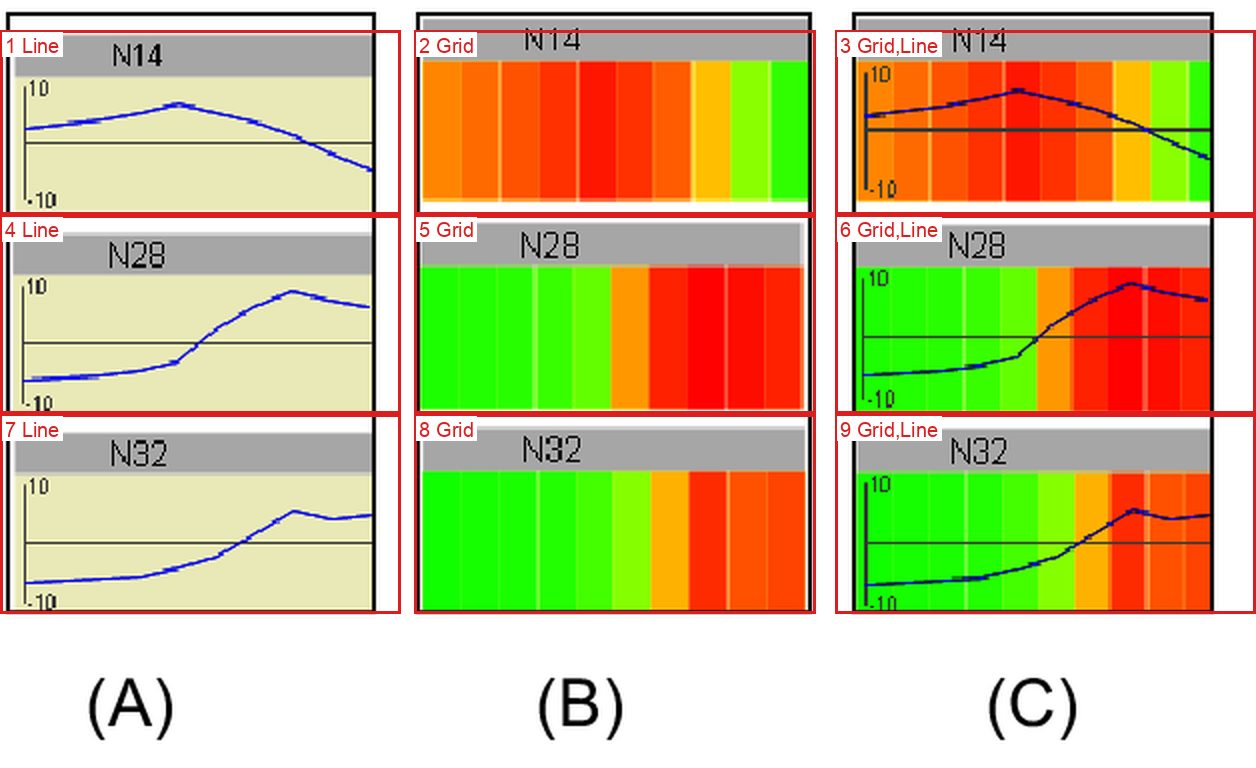 1 Line
N14
10
-10
2 Grid
N14
3 Grid,Line
N14
10
-10
4 Line
N28
10
-10
5 Grid
N28
6 Grid,Line
N28
10
-10
7 Line
N32
10
-10
8 Grid
N32
9 Grid,Line
N32
10
-10
(A)
(B)
(C)